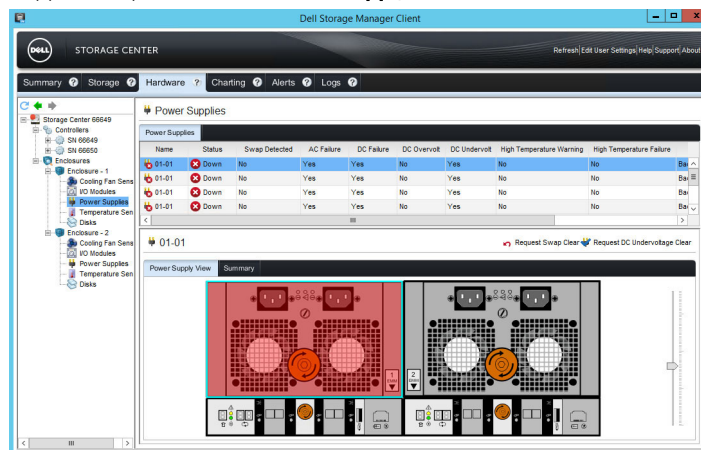 Dell Storage Manager Client
DELL STORAGE CENTER Refresh Edit User Settings Help Support About
Summary ? Storage ? Hardware ? Charting ? Alerts ? Logs ?
Storage Center 66649
Controllers
SN 66649
SN 66650
Enclosures
Enclosure - 1
Cooling Fan Sens
I/O Modules
Power Supplies
Temperature Sen
Disks
Enclosure - 2
Cooling Fan Sens
I/O Modules
Power Supplies
Temperature Sen
Disks
Power Supplies
Power Supplies
Name Status Swap Detected AC Failure DC Failure DC Overvolt DC Undervolt High Temperature Warning High Temperature Failure
01-01 Down No Yes Yes No Yes No No Ba
01-01 Down No Yes Yes No Yes No No Ba
01-01 Down No Yes Yes No Yes No No Ba
01-01 Down No Yes Yes No Yes No No Ba
01-01 Request Swap Clear Request DC Undervoltage Clear
Power Supply View Summary
1
2